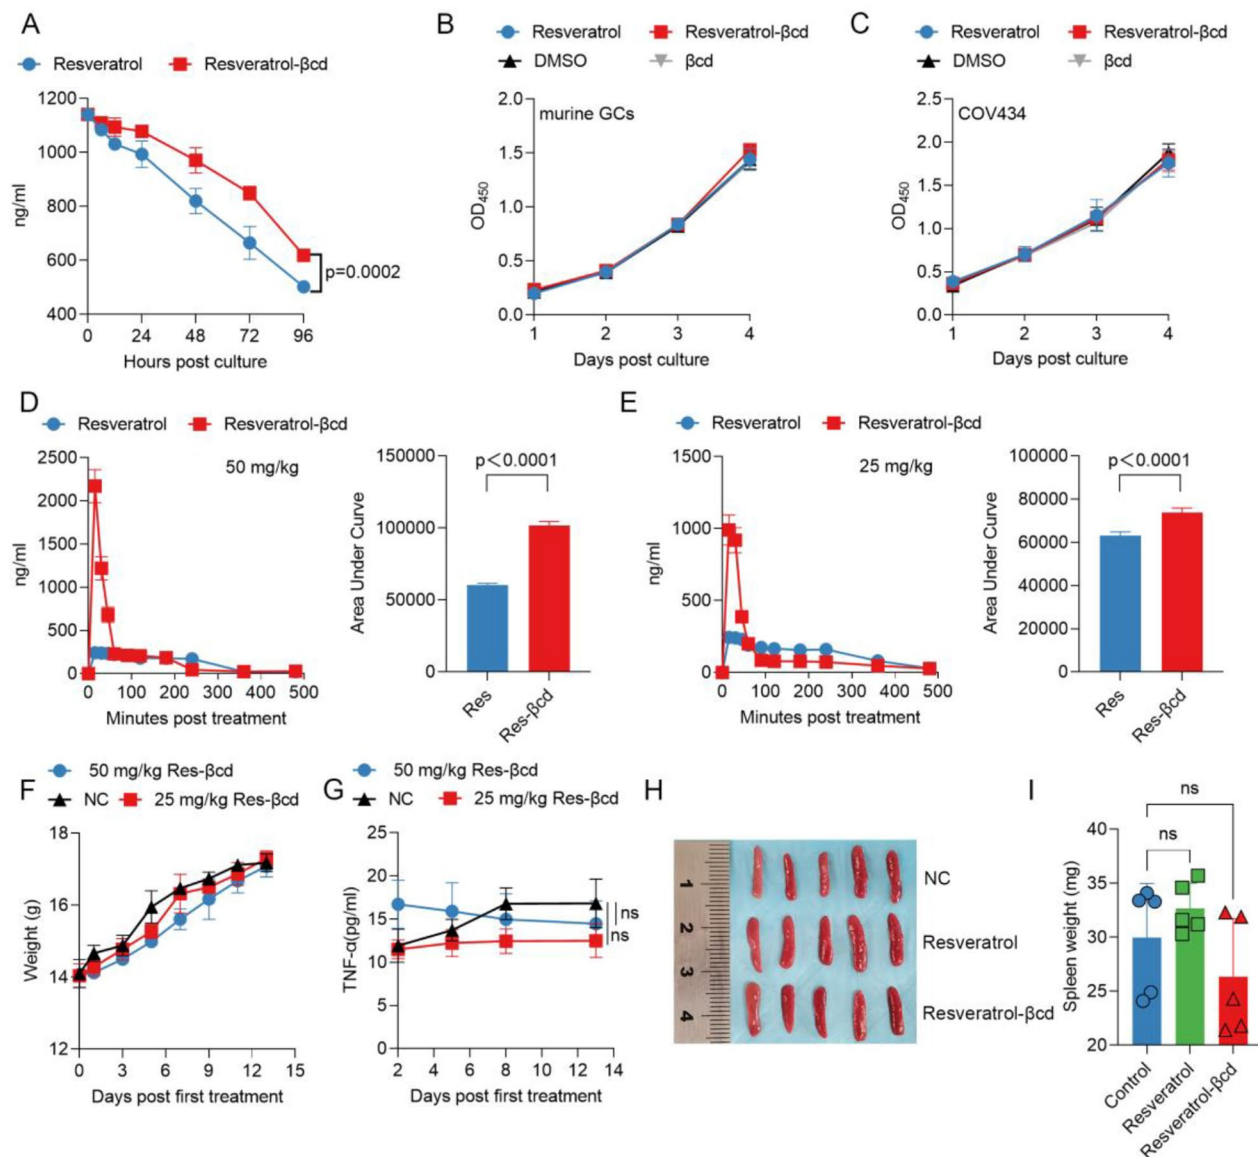 A
Resveratrol
Resveratrol-βcd
1200
1000
800
600
400
ng/ml
p=0.0002
0
24
48
72
96
Hours post culture
B
Resveratrol
Resveratrol-βcd
DMSO
βcd
2.0
1.5
1.0
0.5
0.0
OD450
murine GCs
1
2
3
4
Days post culture
C
Resveratrol
Resveratrol-βcd
DMSO
βcd
2.5
2.0
1.5
1.0
0.5
0.0
OD450
COV434
1
2
3
4
Days post culture
D
Resveratrol
Resveratrol-βcd
2500
2000
1500
1000
500
0
ng/ml
50 mg/kg
0
100
200
300
400
500
Minutes post treatment
150000
100000
50000
0
Area Under Curve
p<0.0001
Res
Res-βcd
E
Resveratrol
Resveratrol-βcd
1500
1000
500
0
ng/ml
25 mg/kg
0
100
200
300
400
500
Minutes post treatment
100000
80000
60000
40000
20000
0
Area Under Curve
p<0.0001
Res
Res-βcd
F
50 mg/kg Res-βcd
NC
25 mg/kg Res-βcd
18
16
14
12
Weight (g)
0
3
6
9
12
15
Days post first treatment
G
50 mg/kg Res-βcd
NC
25 mg/kg Res-βcd
25
20
15
10
5
0
TNF-α(pg/ml)
ns
ns
2
4
6
8
10
12
14
Days post first treatment
H
1
2
3
4
NC
Resveratrol
Resveratrol-βcd
I
ns
ns
40
35
30
25
20
Spleen weight (mg)
Control
Resveratrol
Resveratrol-βcd